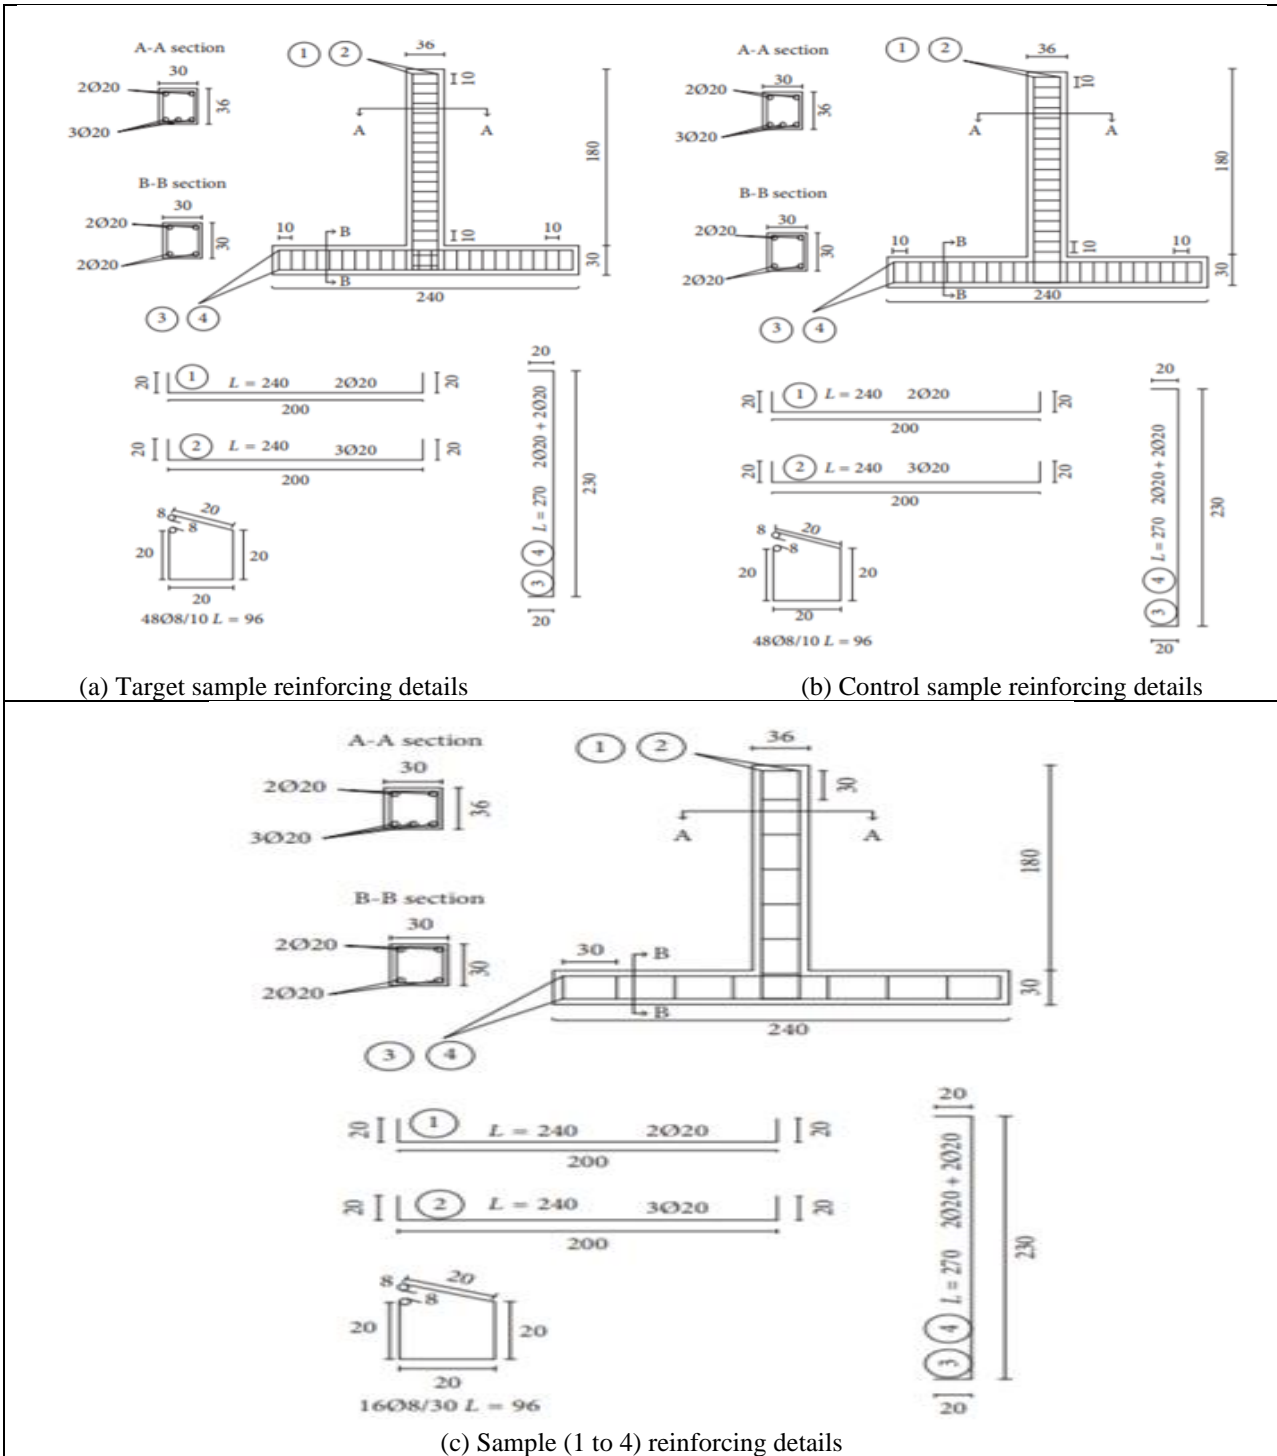 A-A section
30
2Ø20
3Ø20
36
1 2
36
10
A A
180
B-B section
30
2Ø20
2Ø20
30
10
B
10
10
30
B
240
3 4
20
1 L = 240 2Ø20
20
200
20
2 L = 240 3Ø20
20
200
8
20
8
20
20
20
48Ø8/10 L = 96
20
3 4 L = 270 2Ø20 + 2Ø20
230
20
(a) Target sample reinforcing details
A-A section
30
2Ø20
3Ø20
36
1 2
36
10
A A
180
B-B section
30
2Ø20
2Ø20
30
10
B
10
10
30
B
240
3 4
20
1 L = 240 2Ø20
20
200
20
2 L = 240 3Ø20
20
200
8
20
8
20
20
20
48Ø8/10 L = 96
20
3 4 L = 270 2Ø20 + 2Ø20
230
20
(b) Control sample reinforcing details
A-A section
30
2Ø20
3Ø20
36
1 2
36
30
A A
180
B-B section
30
2Ø20
2Ø20
30
30
B
30
B
240
3 4
20
1 L = 240 2Ø20
20
200
20
2 L = 240 3Ø20
20
200
8
20
8
20
20
20
16Ø8/30 L = 96
20
3 4 L = 270 2Ø20 + 2Ø20
230
20
(c) Sample (1 to 4) reinforcing details